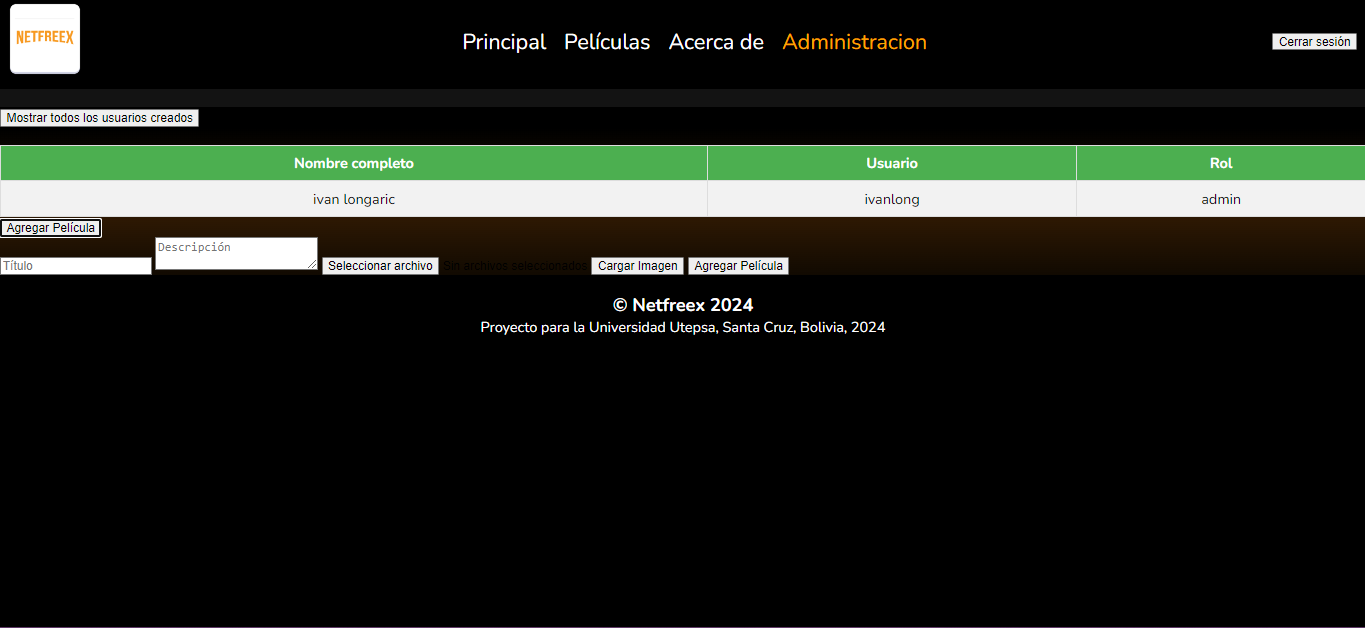 NETFREEX
Principal Películas Acerca de Administracion
Cerrar sesión
Mostrar todos los usuarios creados
Nombre completo Usuario Rol
ivan longaric ivanlong admin
Agregar Película
Título Descripción Seleccionar archivo Sin archivos seleccionados Cargar Imagen Agregar Película
© Netfreex 2024
Proyecto para la Universidad Utepsa, Santa Cruz, Bolivia, 2024